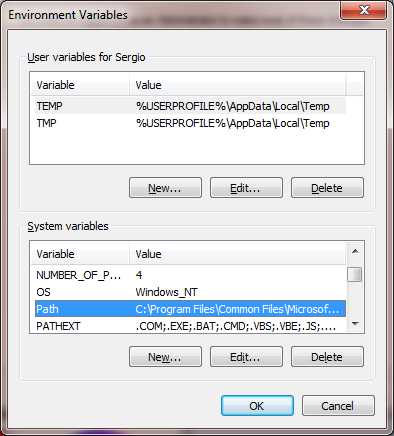 Environment Variables
User variables for Sergio
Variable Value
TEMP %USERPROFILE%\AppData\Local\Temp
TMP %USERPROFILE%\AppData\Local\Temp
New... Edit... Delete
System variables
Variable Value
NUMBER_OF_P... 4
OS Windows_NT
Path C:\Program Files\Common Files\Microsof...
PATHEXT .COM;.EXE;.BAT;.CMD;.VBS;.VBE;.JS;....
New... Edit... Delete
OK Cancel